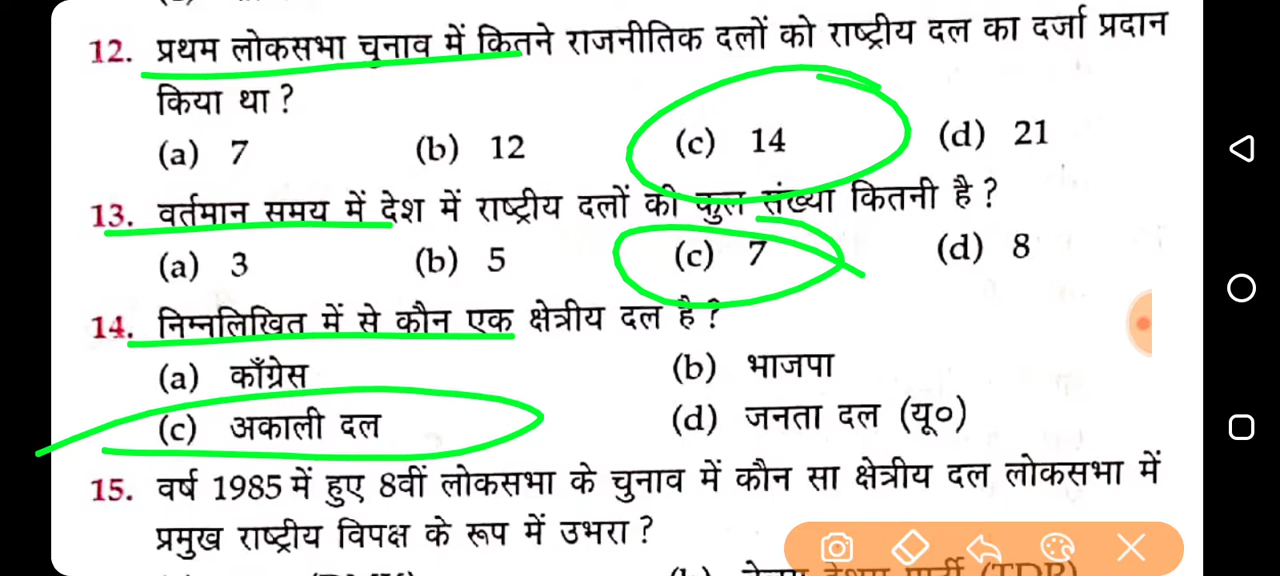 12. प्रथम लोकसभा चुनाव में कितने राजनीतिक दलों को राष्ट्रीय दल का दर्जा प्रदान
किया था ?
(a) 7 (b) 12 (c) 14 (d) 21
13. वर्तमान समय में देश में राष्ट्रीय दलों की कुल संख्या कितनी है ?
(a) 3 (b) 5 (c) 7 (d) 8
14. निम्नलिखित में से कौन एक क्षेत्रीय दल है ?
(a) काँग्रेस (b) भाजपा
(c) अकाली दल (d) जनता दल (यू०)
15. वर्ष 1985 में हुए 8वीं लोकसभा के चुनाव में कौन सा क्षेत्रीय दल लोकसभा में
प्रमुख राष्ट्रीय विपक्ष के रूप में उभरा ?
(TDP)